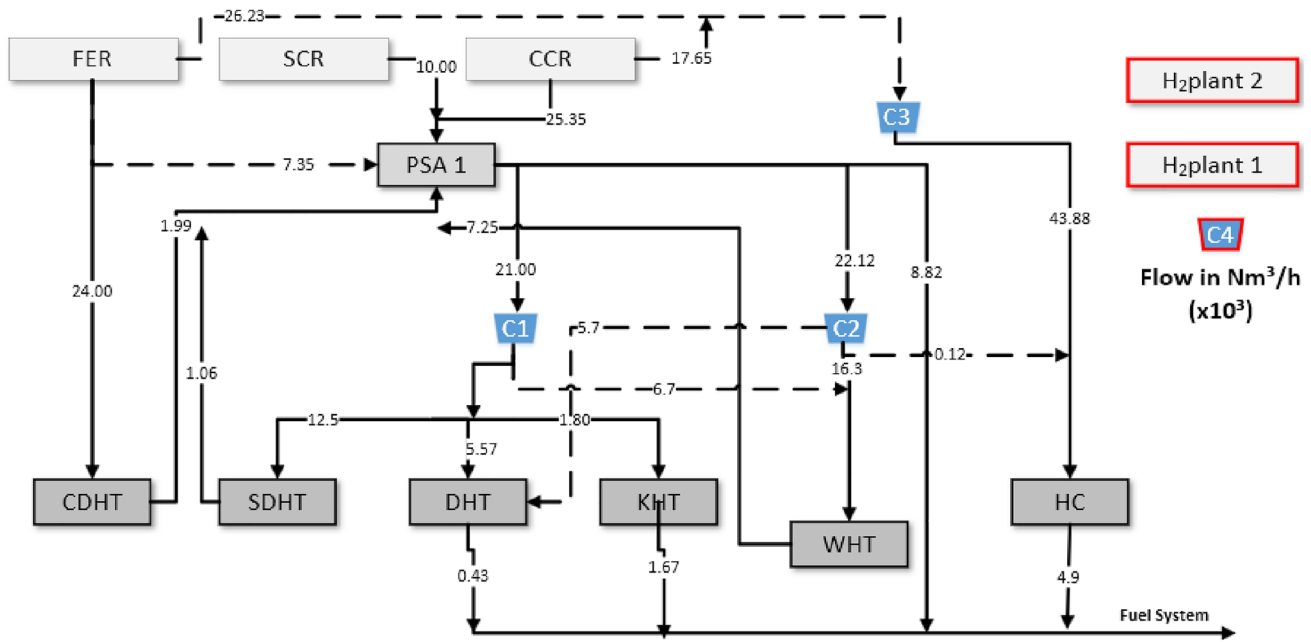 26.23
FER
SCR
CCR
10.00
17.65
H₂plant 2
C3
25.35
PSA 1
7.35
H₂plant 1
1.99
7.25
43.88
C4
24.00
21.00
22.12
8.82
Flow in Nm³/h
(x10³)
C1
5.7
C2
0.12
1.06
16.3
6.7
12.5
1.80
5.57
CDHT
SDHT
DHT
KHT
HC
WHT
0.43
1.67
4.9
Fuel System